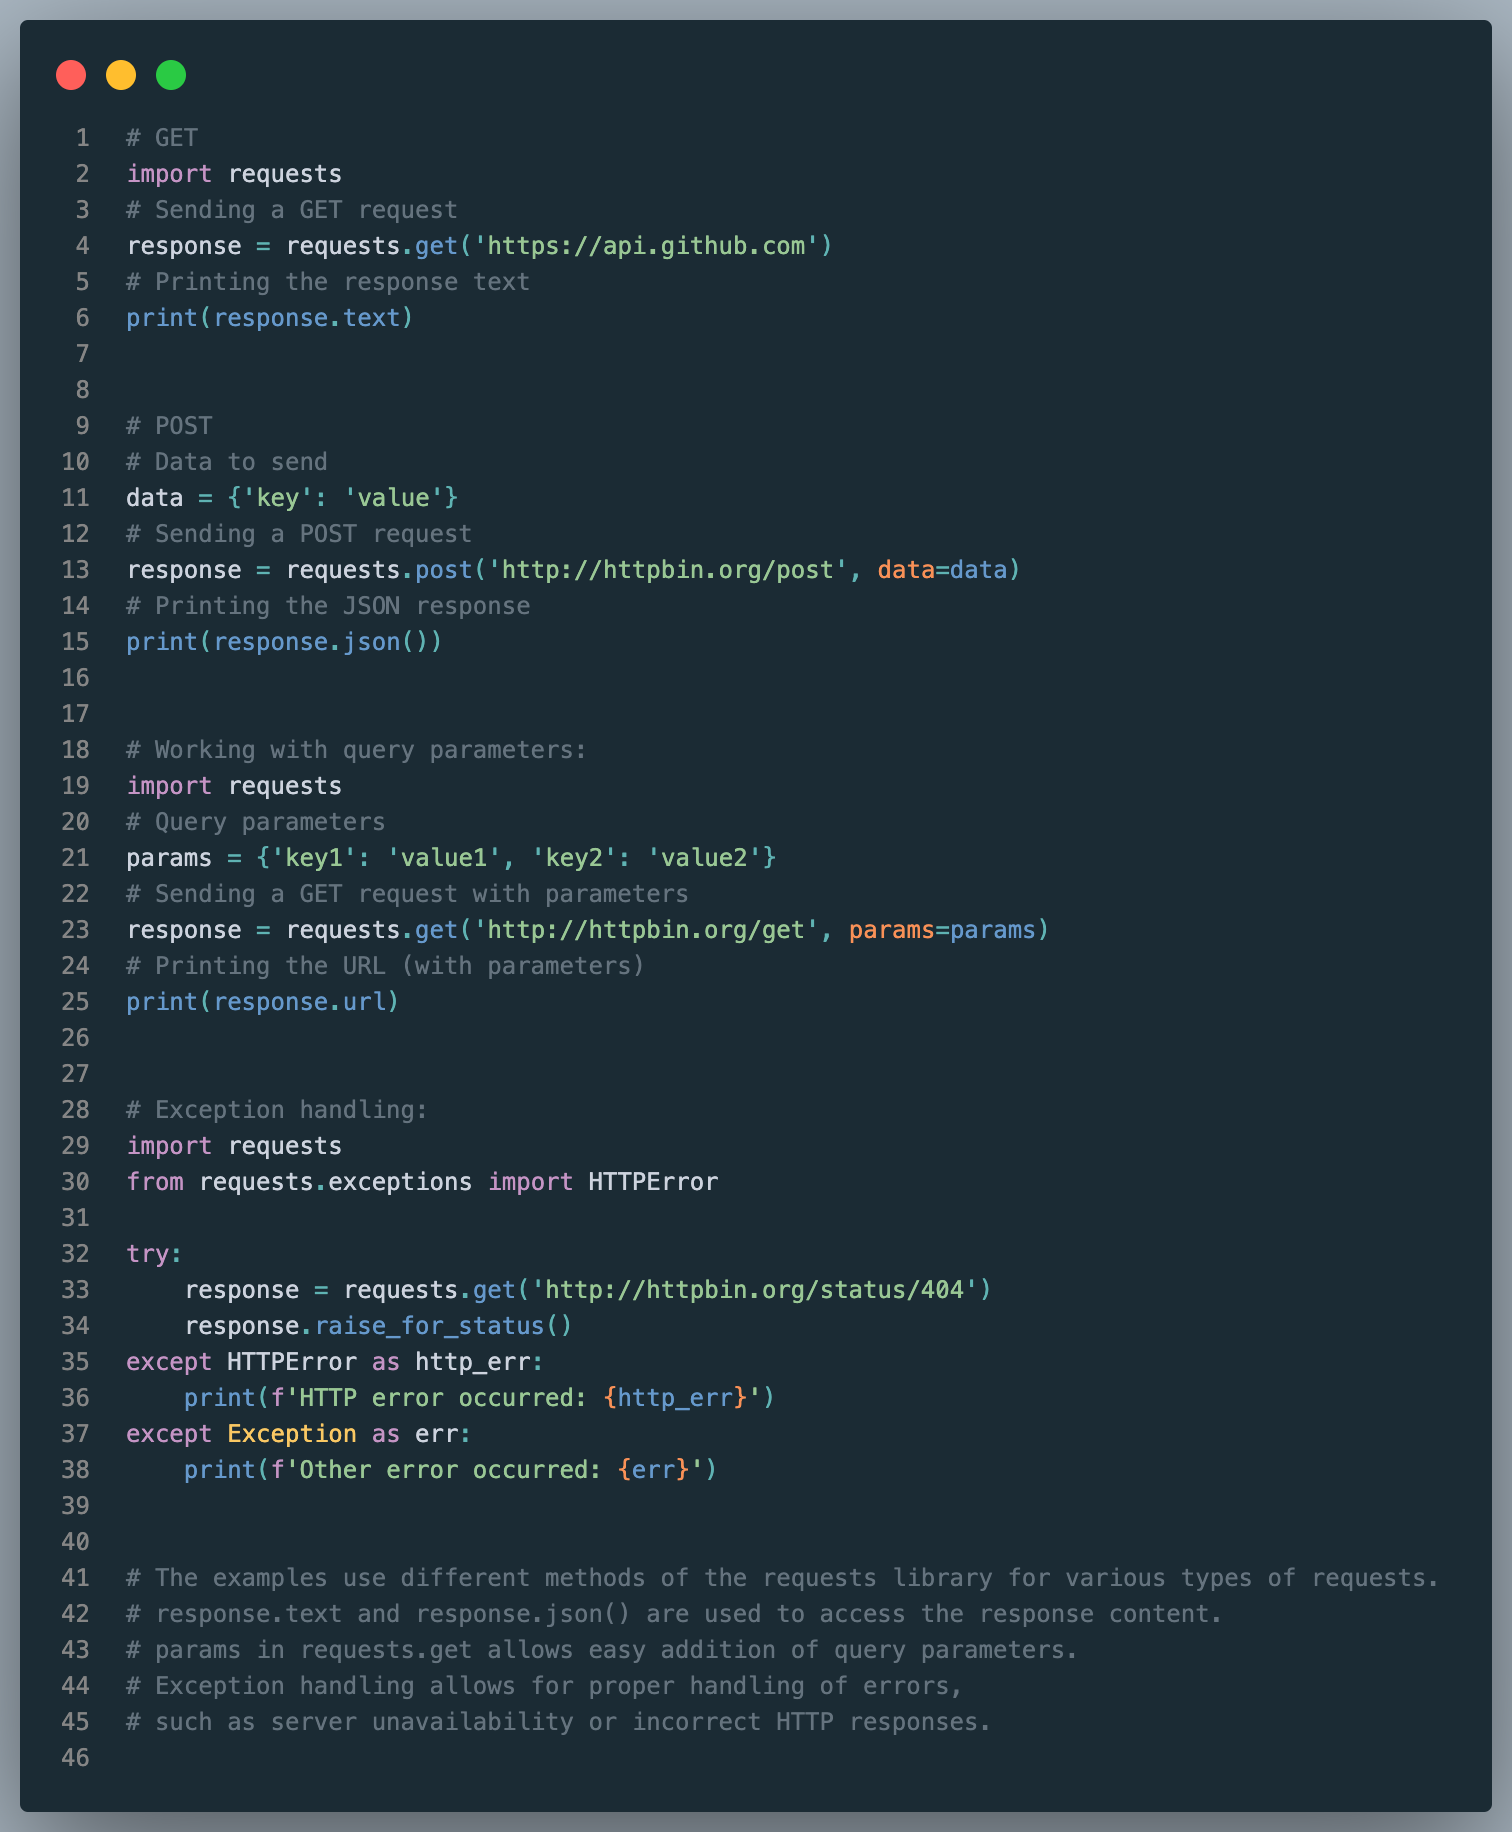 1 # GET
2 import requests
3 # Sending a GET request
4 response = requests.get('https://api.github.com')
5 # Printing the response text
6 print(response.text)
7
8
9 # POST
10 # Data to send
11 data = {'key': 'value'}
12 # Sending a POST request
13 response = requests.post('http://httpbin.org/post', data=data)
14 # Printing the JSON response
15 print(response.json())
16
17
18 # Working with query parameters:
19 import requests
20 # Query parameters
21 params = {'key1': 'value1', 'key2': 'value2'}
22 # Sending a GET request with parameters
23 response = requests.get('http://httpbin.org/get', params=params)
24 # Printing the URL (with parameters)
25 print(response.url)
26
27
28 # Exception handling:
29 import requests
30 from requests.exceptions import HTTPError
31
32 try:
33     response = requests.get('http://httpbin.org/status/404')
34     response.raise_for_status()
35 except HTTPError as http_err:
36     print(f'HTTP error occurred: {http_err}')
37 except Exception as err:
38     print(f'Other error occurred: {err}')
39
40
41 # The examples use different methods of the requests library for various types of requests.
42 # response.text and response.json() are used to access the response content.
43 # params in requests.get allows easy addition of query parameters.
44 # Exception handling allows for proper handling of errors,
45 # such as server unavailability or incorrect HTTP responses.
46